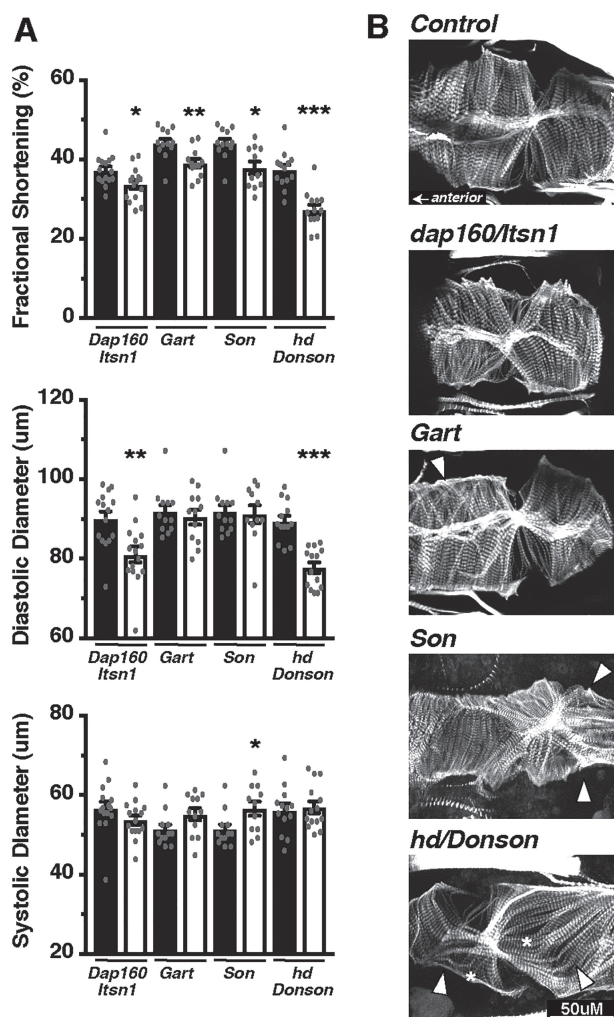 A
Fractional Shortening (%)
60
40
20
0
* ** * ***
Dap160 Gart Son hd
Itsn1 Donson
Diastolic Diameter (um)
120
100
80
60
** ***
Dap160 Gart Son hd
Itsn1 Donson
Systolic Diameter (um)
80
60
40
20
*
Dap160 Gart Son hd
Itsn1 Donson
B
Control
← anterior
dap160/Itsn1
Gart
Son
hd/Donson
*
*
50uM